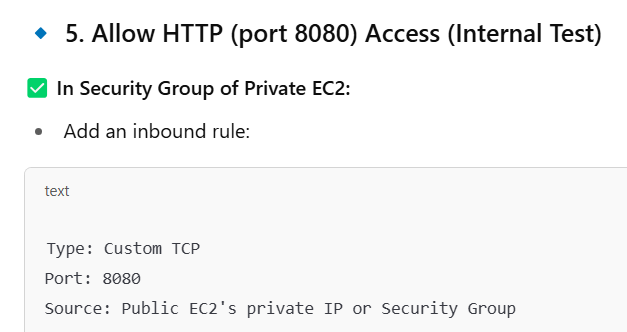 5. Allow HTTP (port 8080) Access (Internal Test)
In Security Group of Private EC2:
Add an inbound rule:
text
Type: Custom TCP
Port: 8080
Source: Public EC2's private IP or Security Group